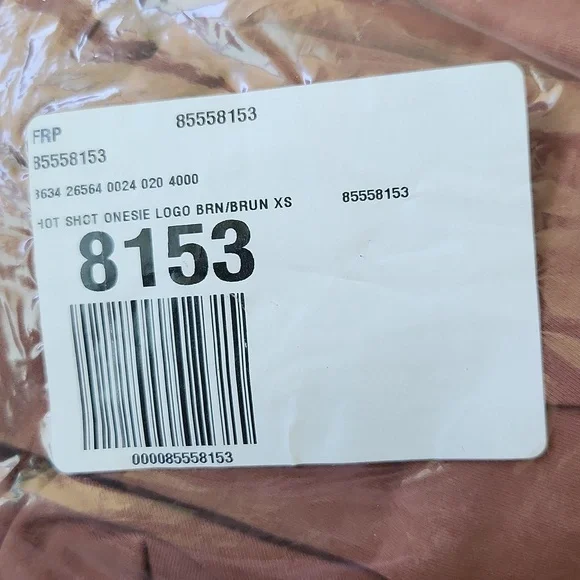 FRP 85558153
85558153
3634 26564 0024 020 4000
HOT SHOT ONESIE LOGO BRN/BRUN XS 85558153
8153
000085558153